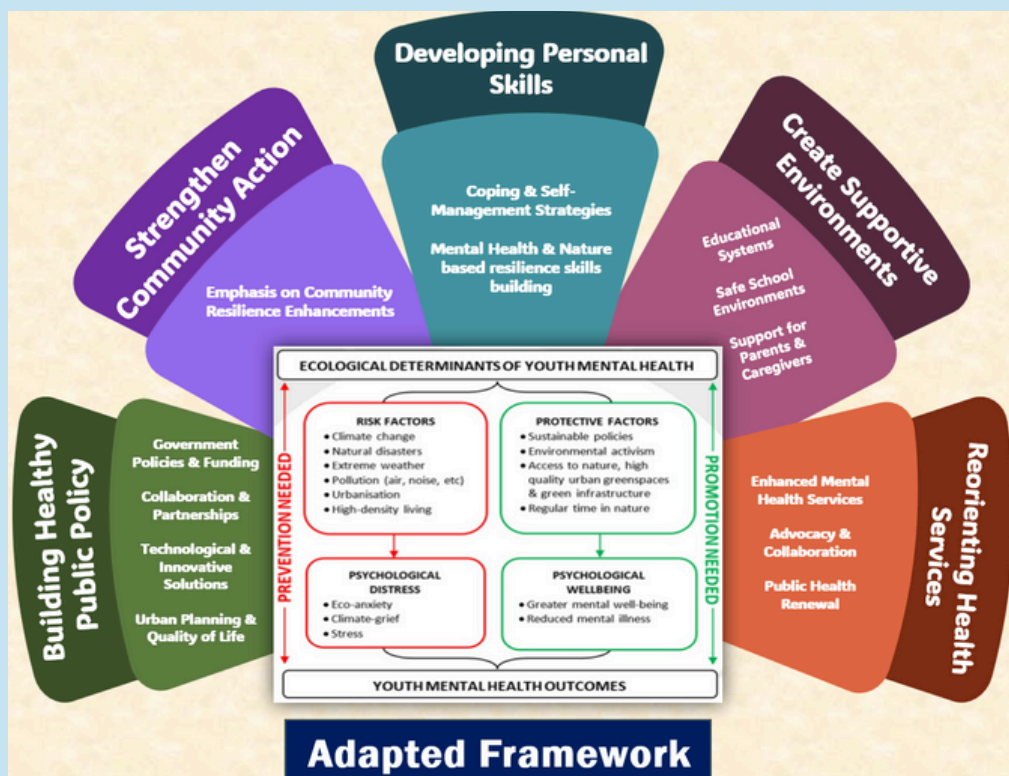 Developing Personal
Skills
Coping & Self-
Management Strategies
Mental Health & Nature
based resilience skills
building
Strengthen
Community Action
Emphasis on Community
Resilience Enhancements
Create Supportive
Environments
Educational
Systems
Safe School
Environments
Support for
Parents &
Caregivers
Building Healthy
Public Policy
Government
Policies & Funding
Collaboration &
Partnerships
Technological &
Innovative
Solutions
Urban Planning &
Quality of Life
ECOLOGICAL DETERMINANTS OF YOUTH MENTAL HEALTH
PREVENTION NEEDED
RISK FACTORS
• Climate change
• Natural disasters
• Extreme weather
• Pollution (air, noise, etc)
• Urbanisation
• High-density living
PROTECTIVE FACTORS
• Sustainable policies
• Environmental activism
• Access to nature, high
quality urban greenspaces
& green infrastructure
• Regular time in nature
PSYCHOLOGICAL
DISTRESS
• Eco-anxiety
• Climate-grief
• Stress
PSYCHOLOGICAL
WELLBEING
• Greater mental well-being
• Reduced mental illness
PROMOTION NEEDED
YOUTH MENTAL HEALTH OUTCOMES
Enhanced Mental
Health Services
Advocacy &
Collaboration
Public Health
Renewal
Reorienting Health
Services
Adapted Framework